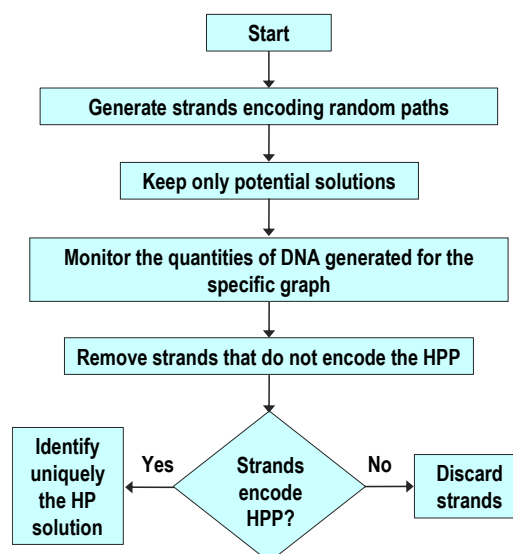 Start
Generate strands encoding random paths
Keep only potential solutions
Monitor the quantities of DNA generated for the
specific graph
Remove strands that do not encode the HPP
Identify
uniquely
the HP
solution
Yes
Strands
encode
HPP?
No
Discard
strands